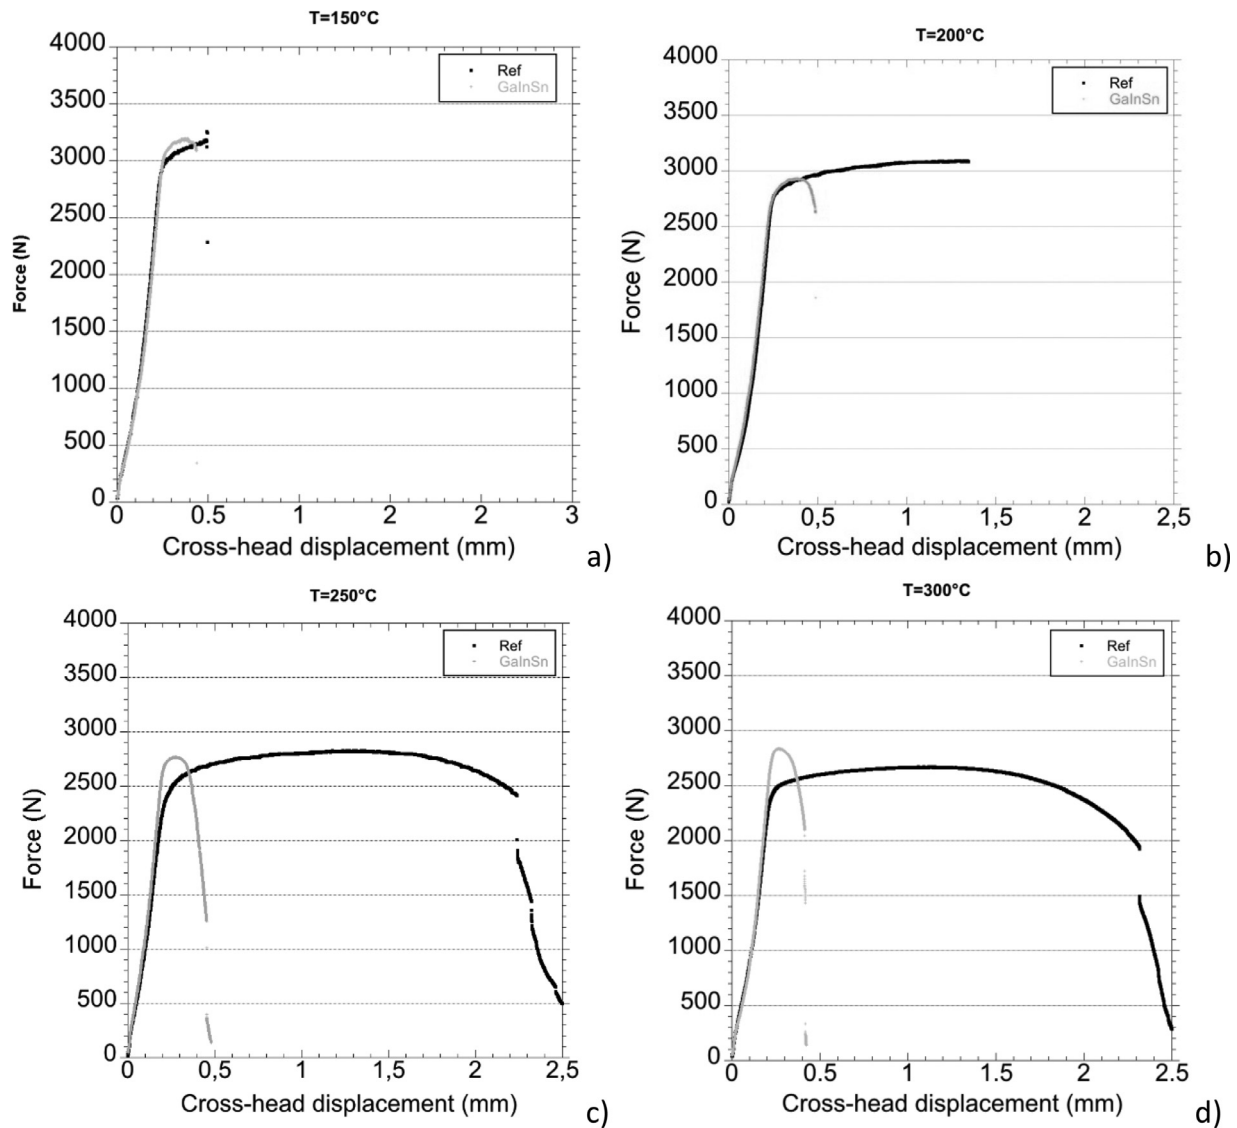 T=150°C
4000
3500
3000
2500
2000
1500
1000
500
0
Force (N)
Ref
GaInSn
0 0.5 1 2 2 3
Cross-head displacement (mm)
a)
T=200°C
4000
3500
3000
2500
2000
1500
1000
500
0
Force (N)
Ref
GaInSn
0 0,5 1 1,5 2 2,5
Cross-head displacement (mm)
b)
T=250°C
4000
3500
3000
2500
2000
1500
1000
500
0
Force (N)
Ref
GaInSn
0 0,5 1 1,5 2 2,5
Cross-head displacement (mm)
c)
T=300°C
4000
3500
3000
2500
2000
1500
1000
500
0
Force (N)
Ref
GaInSn
0 0.5 1 1.5 2 2.5
Cross-head displacement (mm)
d)